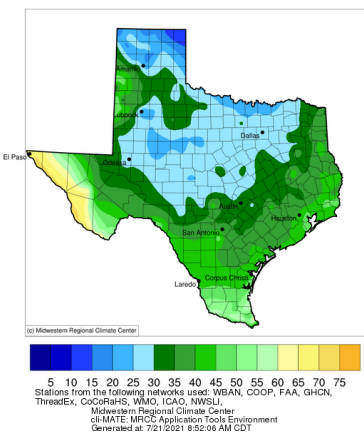 Amarillo
Lubbock
Dallas
El Paso
Odessa
Austin
Houston
San Antonio
Corpus Christi
Laredo
(c) Midwestern Regional Climate Center
5 10 15 20 25 30 35 40 45 50 55 60 65 70 75
Stations from the following networks used: WBAN, COOP, FAA, GHCN,
ThreadEx, CoCoRaHS, WMO, ICAO, NWSLI,
Midwestern Regional Climate Center
cli-MATE: MRCC Application Tools Environment
Generated at: 7/21/2021 8:52:06 AM CDT